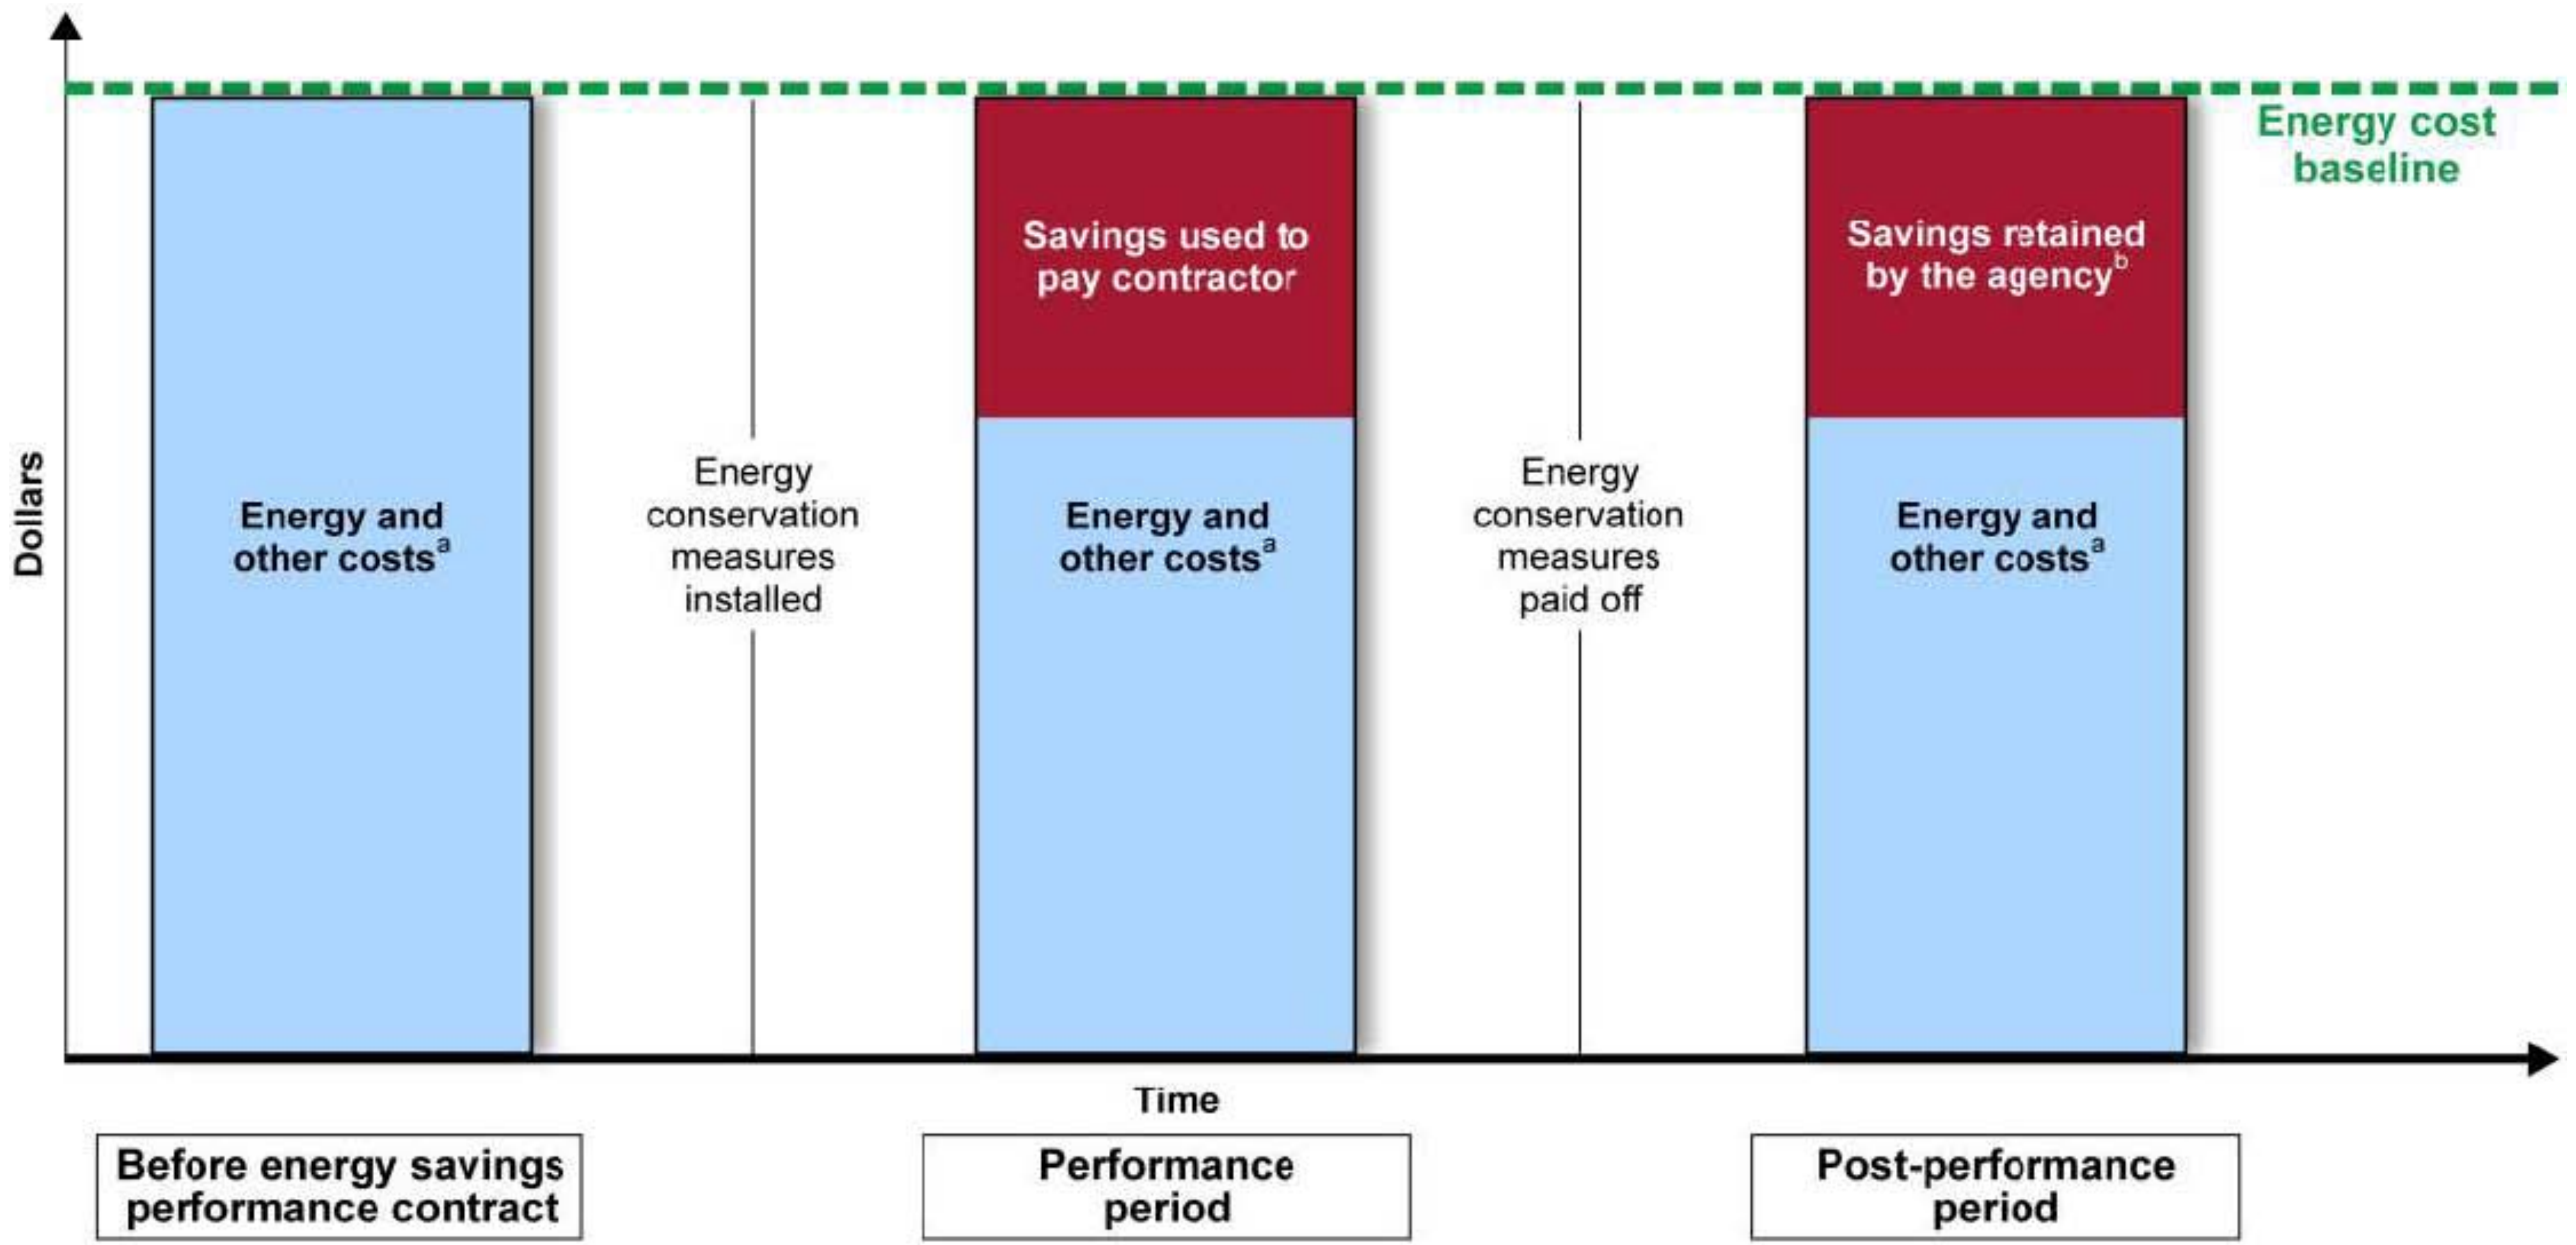 Energy cost
baseline
Savings used to
pay contractor
Savings retained
by the agencyb
Dollars
Energy and
other costsa
Energy
conservation
measures
installed
Energy and
other costsa
Energy
conservation
measures
paid off
Energy and
other costsa
Time
Before energy savings
performance contract
Performance
period
Post-performance
period